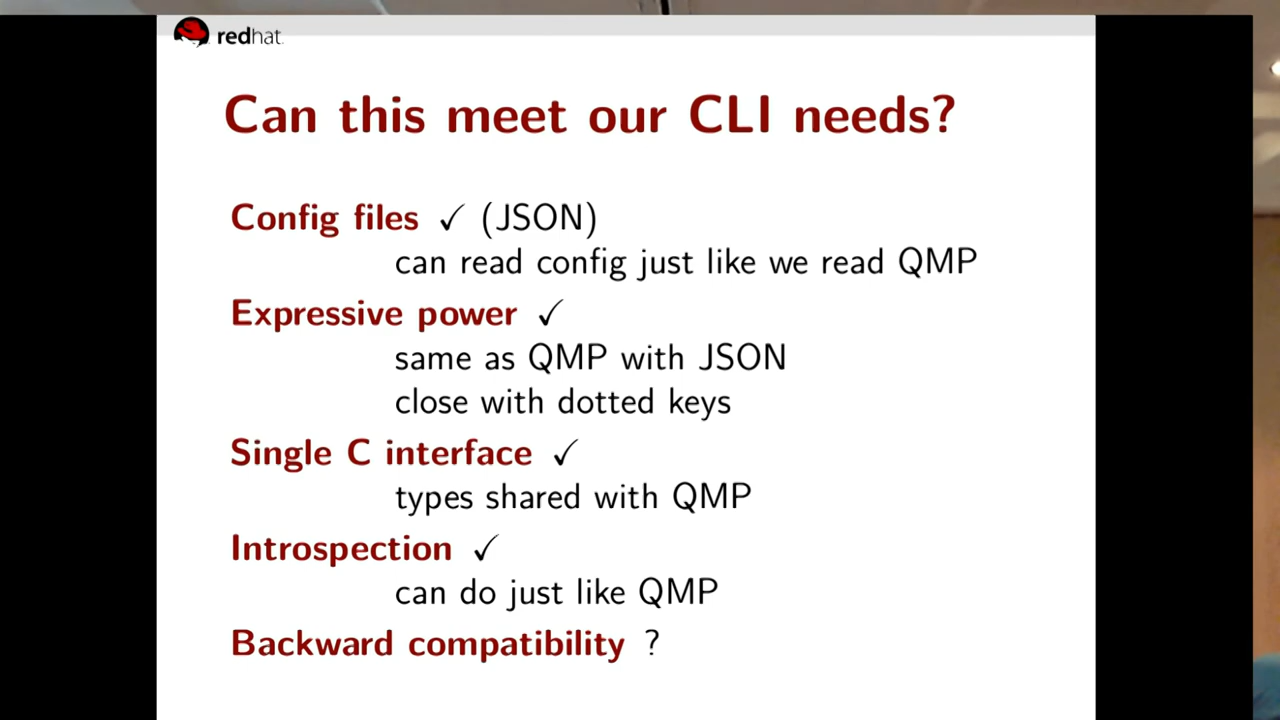 redhat.
Can this meet our CLI needs?
Config files ✓ (JSON)
can read config just like we read QMP
Expressive power ✓
same as QMP with JSON
close with dotted keys
Single C interface ✓
types shared with QMP
Introspection ✓
can do just like QMP
Backward compatibility ?